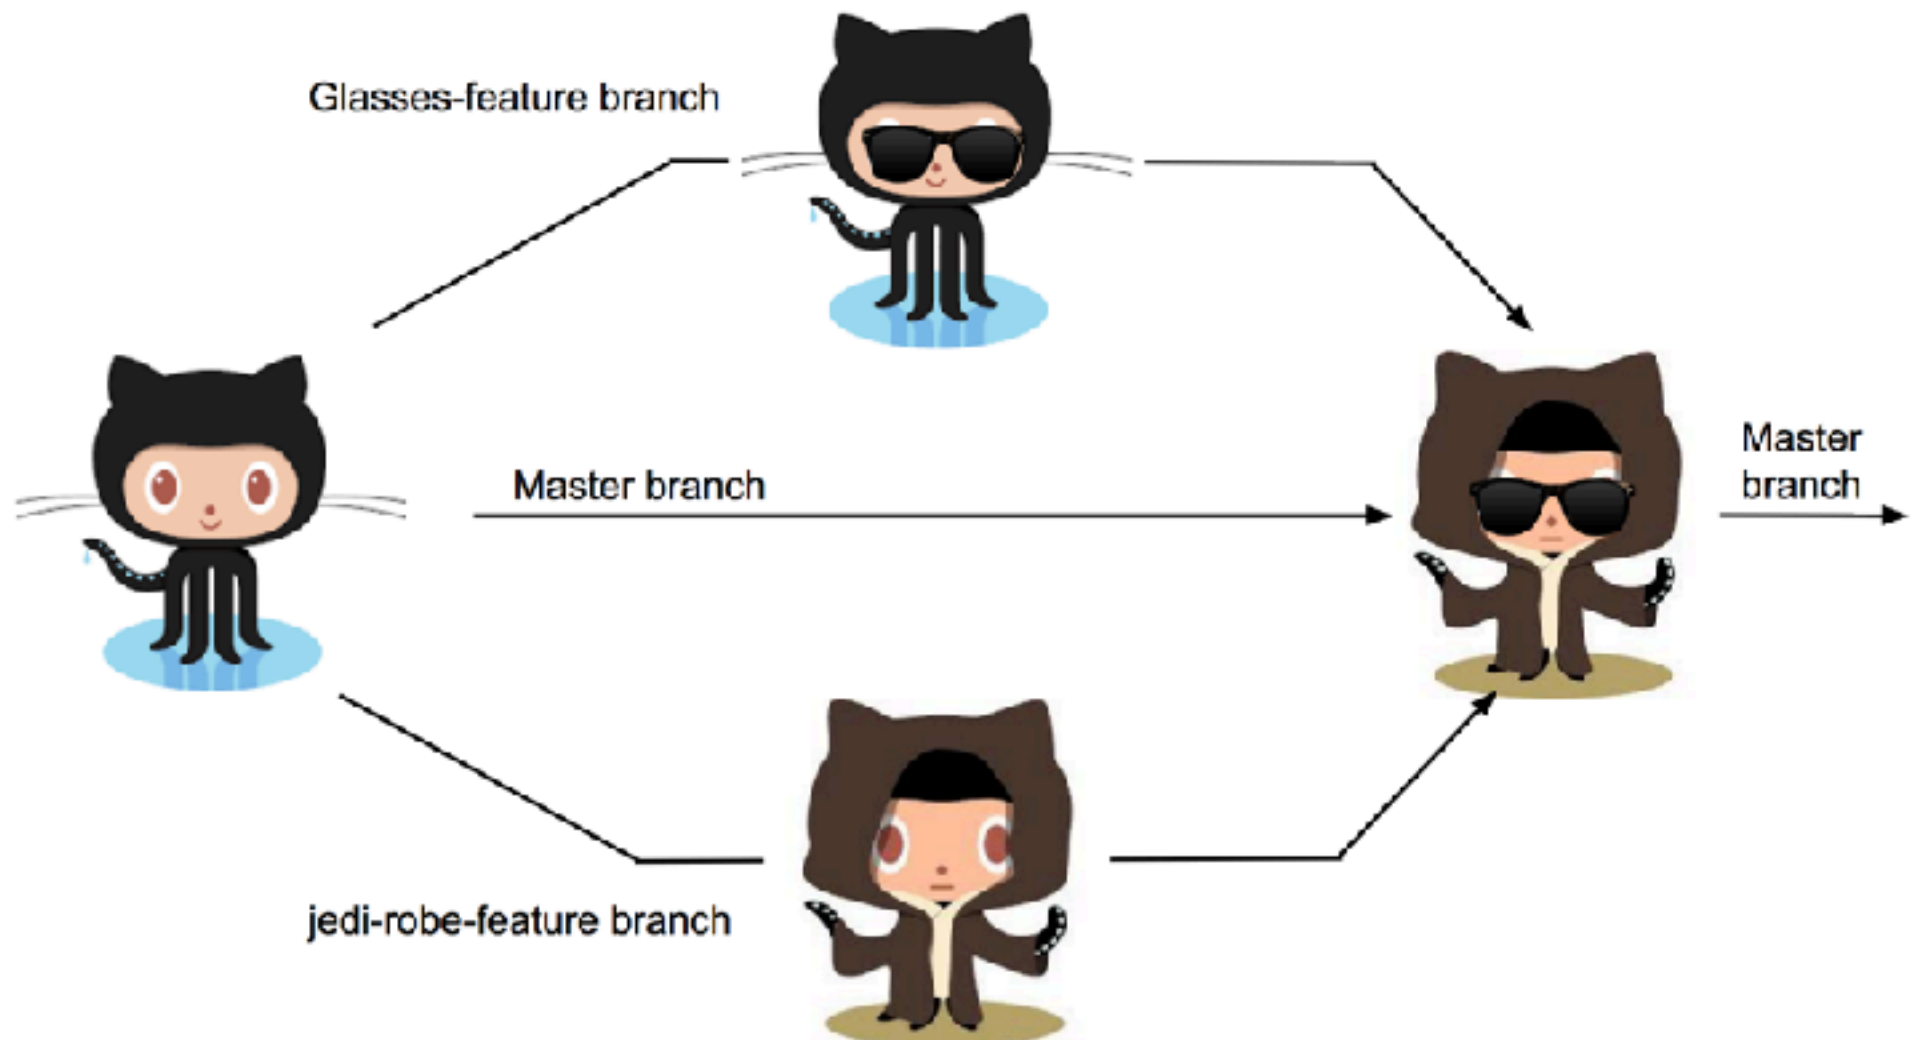 Glasses-feature branch
Master branch
Master
branch
jedi-robe-feature branch